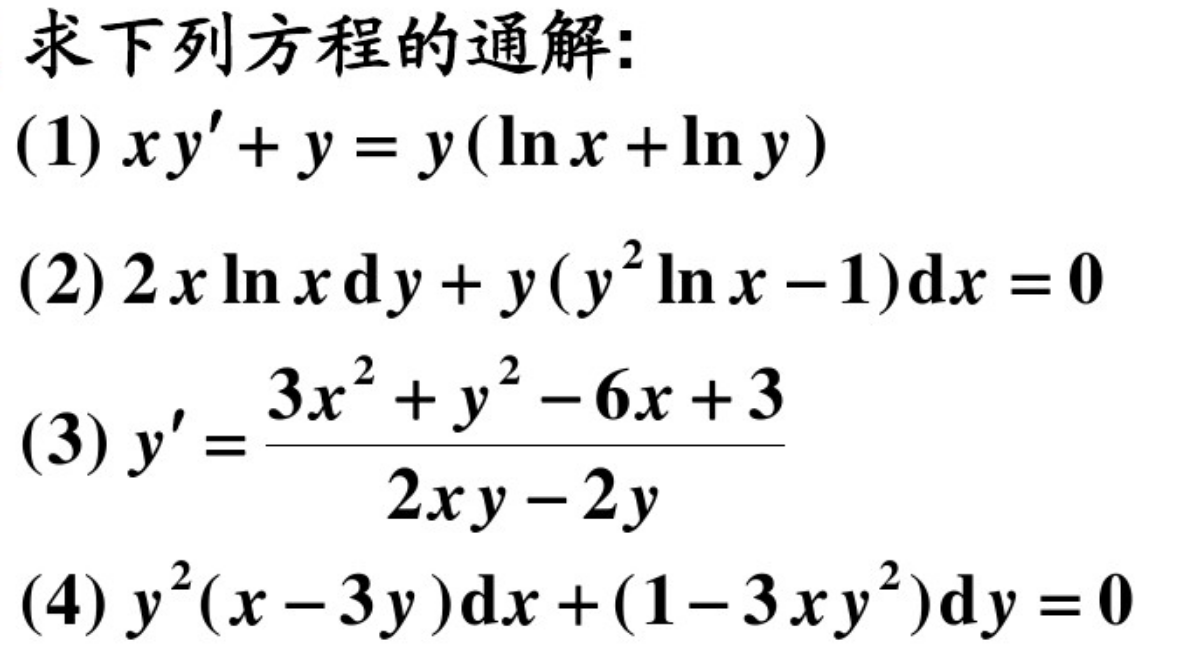 求下列方程的通解:
(1) xy′ + y = y(ln x + ln y)
(2) 2x ln x dy + y(y² ln x − 1)dx = 0
(3) y′ = (3x² + y² − 6x + 3)/(2xy − 2y)
(4) y²(x − 3y)dx + (1 − 3xy²)dy = 0